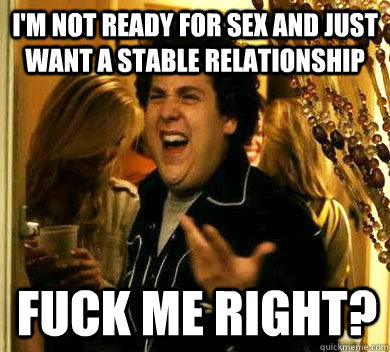 I'M NOT READY FOR SEX AND JUST
WANT A STABLE RELATIONSHIP
FUCK ME RIGHT?
quickmeme.com